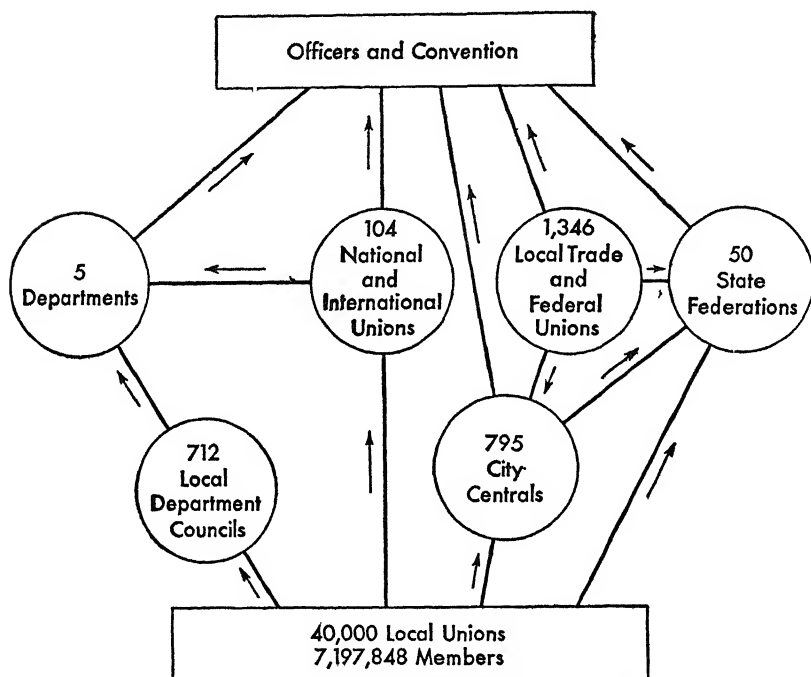 Officers and Convention
5
Departments
104
National
and
International
Unions
1,346
Local Trade
and
Federal
Unions
50
State
Federations
712
Local
Department
Councils
795
City
Centrals
40,000 Local Unions
7,197,848 Members